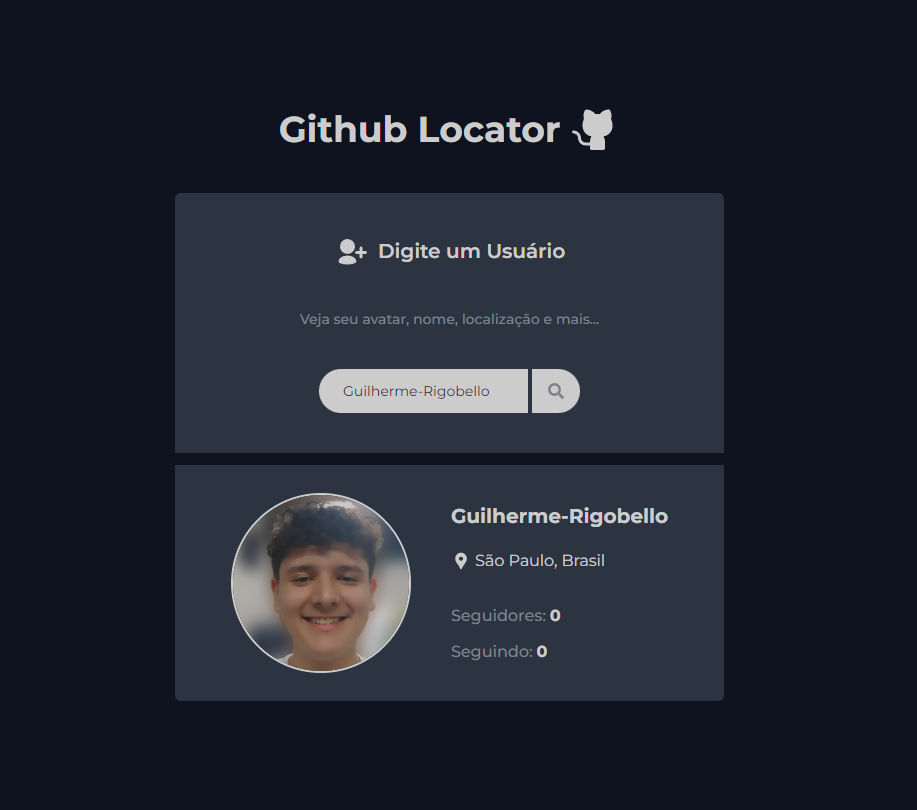 Github Locator
Digite um Usuário
Veja seu avatar, nome, localização e mais...
Guilherme-Rigobello
Guilherme-Rigobello
São Paulo, Brasil
Seguidores: 0
Seguindo: 0